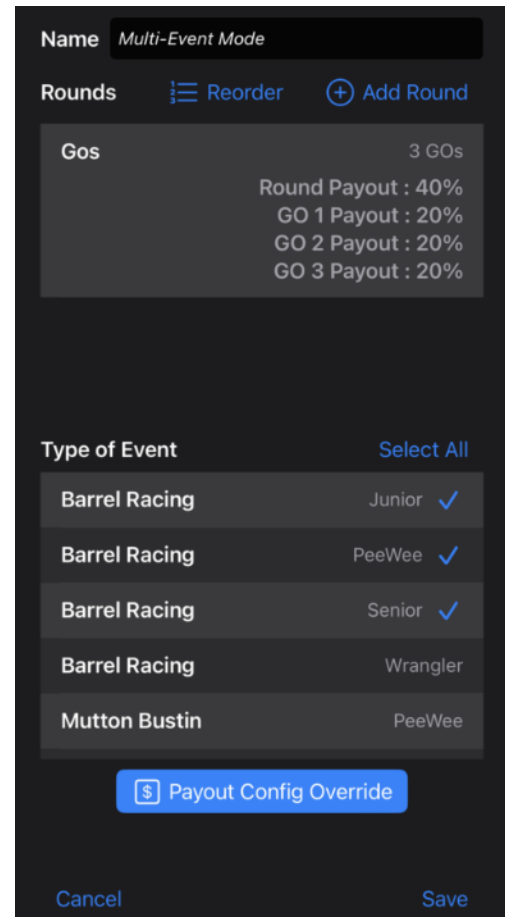 Name Multi-Event Mode
Rounds Reorder Add Round
Gos 3 GOs
Round Payout : 40%
GO 1 Payout : 20%
GO 2 Payout : 20%
GO 3 Payout : 20%
Type of Event Select All
Barrel Racing Junior
Barrel Racing PeeWee
Barrel Racing Senior
Barrel Racing Wrangler
Mutton Bustin PeeWee
$ Payout Config Override
Cancel Save